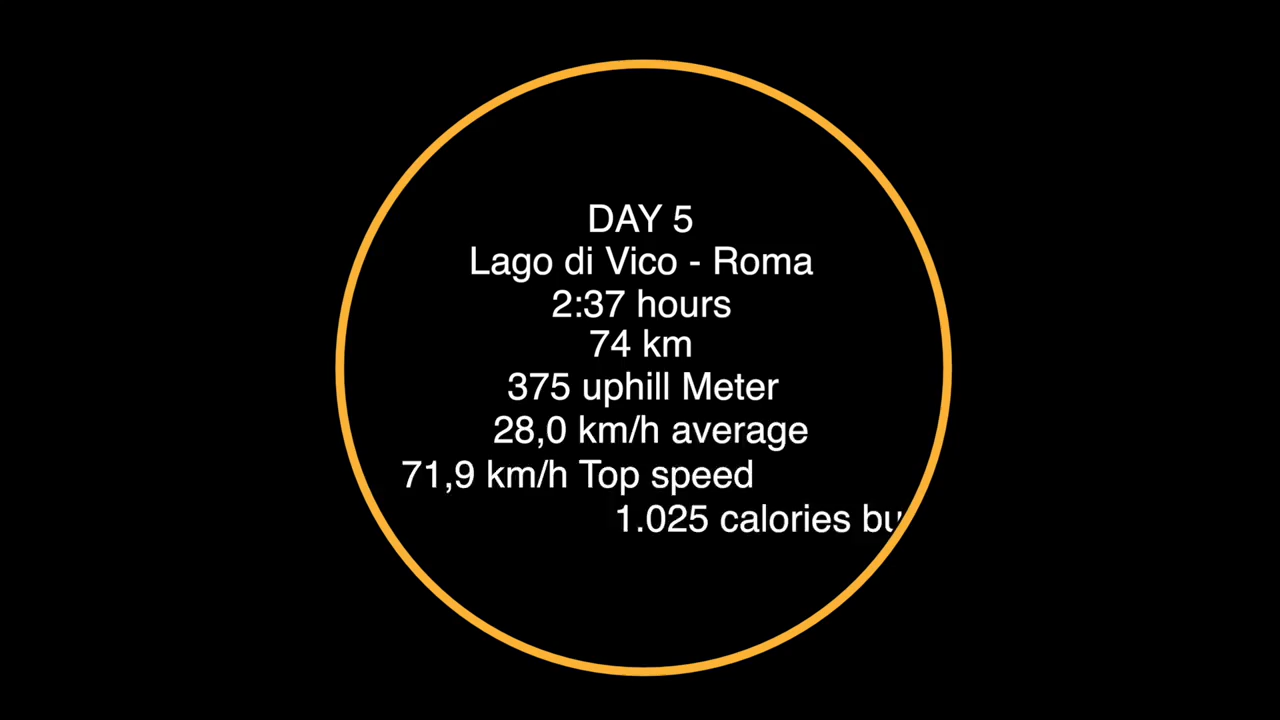 DAY 5
Lago di Vico - Roma
2:37 hours
74 km
375 uphill Meter
28,0 km/h average
71,9 km/h Top speed
1.025 calories